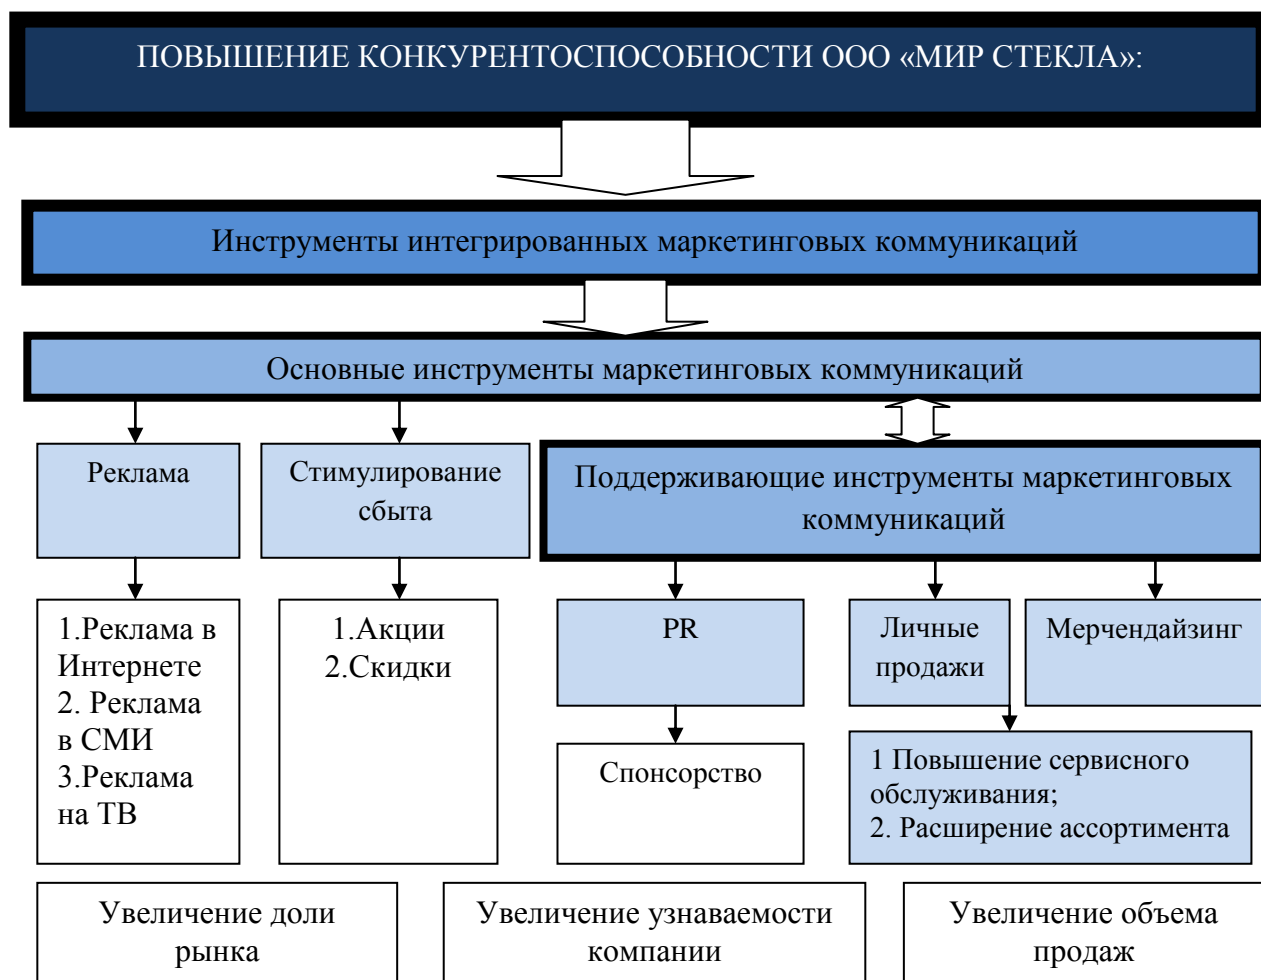 ПОВЫШЕНИЕ КОНКУРЕНТОСПОСОБНОСТИ ООО «МИР СТЕКЛА»:
Инструменты интегрированных маркетинговых коммуникаций
Основные инструменты маркетинговых коммуникаций
Реклама
Стимулирование
сбыта
Поддерживающие инструменты маркетинговых
коммуникаций
1.Реклама в
Интернете
2. Реклама
в СМИ
3.Реклама
на ТВ
1.Акции
2.Скидки
PR
Личные
продажи
Мерчендайзинг
Спонсорство
1 Повышение сервисного
обслуживания;
2. Расширение ассортимента
Увеличение доли
рынка
Увеличение узнаваемости
компании
Увеличение объема
продаж